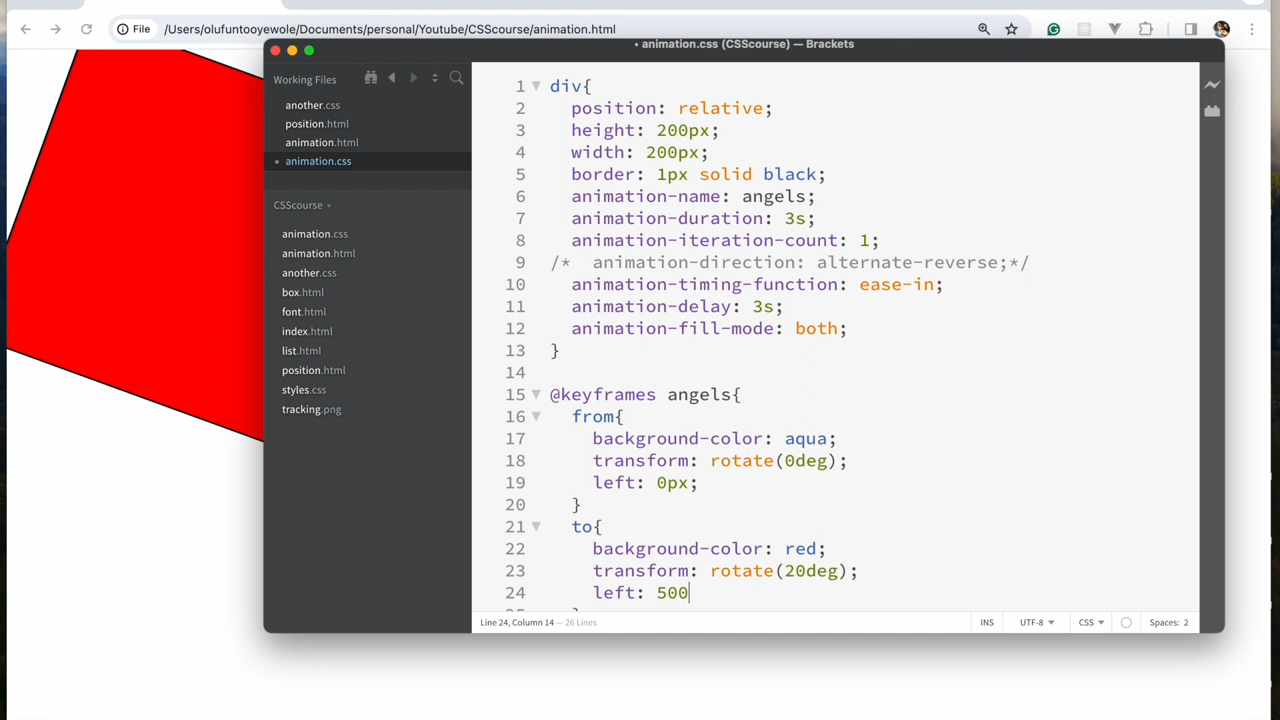 File
/Users/olufuntooyewole/Documents/personal/Youtube/CSScourse/animation.html
• animation.css (CSScourse) — Brackets
Working Files
another.css
position.html
animation.html
• animation.css
CSScourse
animation.css
animation.html
another.css
box.html
font.html
index.html
list.html
position.html
styles.css
tracking.png
1 div{
2 position: relative;
3 height: 200px;
4 width: 200px;
5 border: 1px solid black;
6 animation-name: angels;
7 animation-duration: 3s;
8 animation-iteration-count: 1;
9 /* animation-direction: alternate-reverse;*/
10 animation-timing-function: ease-in;
11 animation-delay: 3s;
12 animation-fill-mode: both;
13 }
14
15 @keyframes angels{
16 from{
17 background-color: aqua;
18 transform: rotate(0deg);
19 left: 0px;
20 }
21 to{
22 background-color: red;
23 transform: rotate(20deg);
24 left: 500
Line 24, Column 14 — 26 Lines
INS
UTF-8
CSS
Spaces: 2